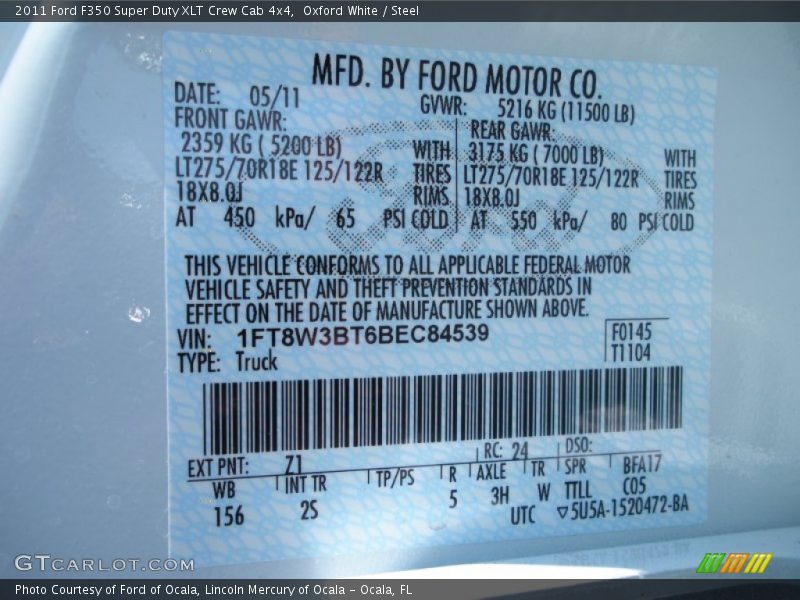 2011 Ford F350 Super Duty XLT Crew Cab 4x4, Oxford White / Steel
MFD. BY FORD MOTOR CO.
DATE: 05/11 GVWR: 5216 KG (11500 LB)
FRONT GAWR: REAR GAWR:
2359 KG ( 5200 LB) WITH 3175 KG ( 7000 LB) WITH
LT275/70R18E 125/122R TIRES LT275/70R18E 125/122R TIRES
18X8.0J RIMS 18X8.0J RIMS
AT 450 kPa/ 65 PSI COLD AT 550 kPa/ 80 PSI COLD
THIS VEHICLE CONFORMS TO ALL APPLICABLE FEDERAL MOTOR
VEHICLE SAFETY AND THEFT PREVENTION STANDARDS IN
EFFECT ON THE DATE OF MANUFACTURE SHOWN ABOVE.
VIN: 1FT8W3BT6BEC84539 F0145
TYPE: Truck T1104
EXT PNT: Z1 RC: 24 DSO:
WB INT TR TP/PS R AXLE TR SPR BFA17
156 2S 5 3H W TTLL C05
UTC ▽5U5A-1520472-BA
GTCARLOT.COM
Photo Courtesy of Ford of Ocala, Lincoln Mercury of Ocala – Ocala, FL